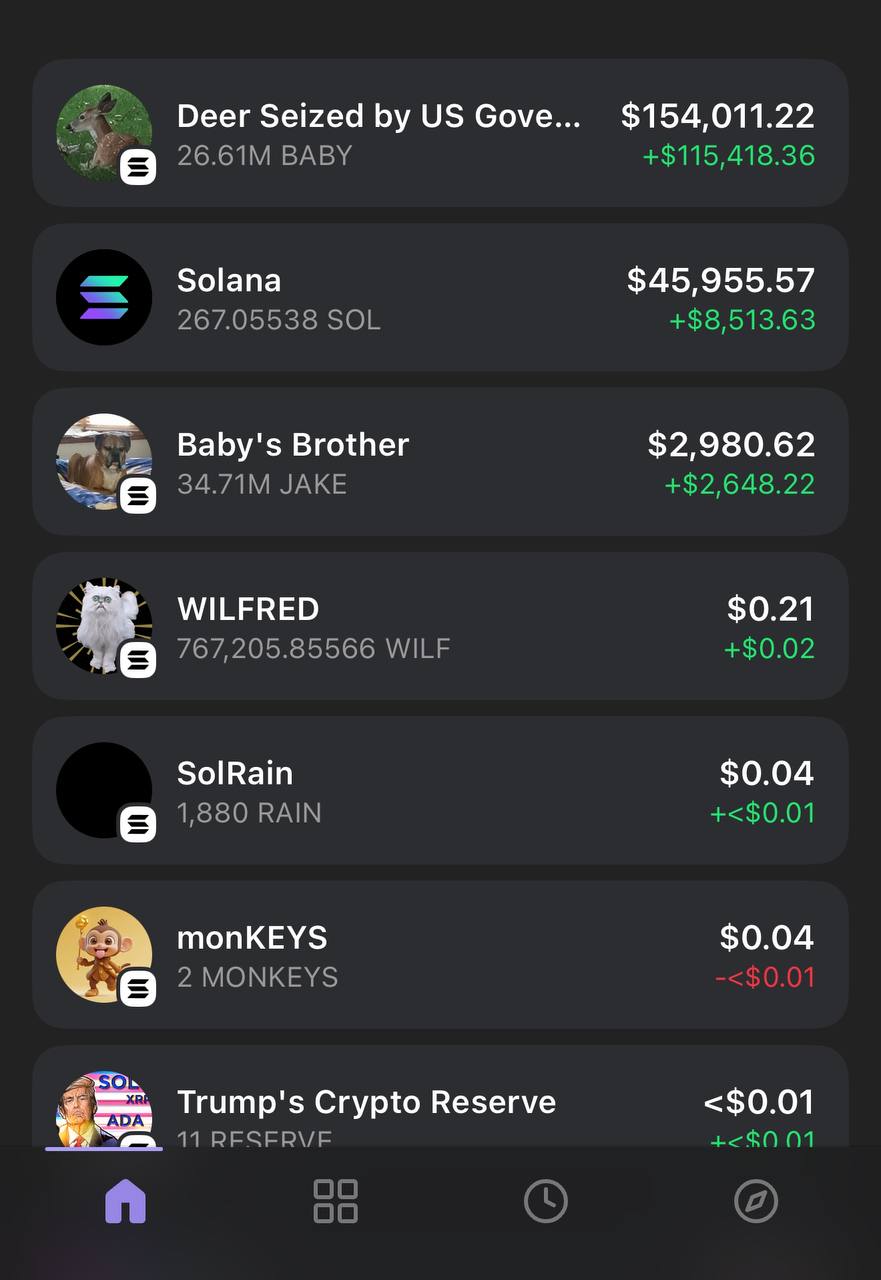 Deer Seized by US Gove...
$154,011.22
26.61M BABY
+$115,418.36
Solana
$45,955.57
267.05538 SOL
+$8,513.63
Baby's Brother
$2,980.62
34.71M JAKE
+$2,648.22
WILFRED
$0.21
767,205.85566 WILF
+$0.02
SolRain
$0.04
1,880 RAIN
+<$0.01
monKEYS
$0.04
2 MONKEYS
-<$0.01
SOL
XRP
ADA
Trump's Crypto Reserve
<$0.01
11 RESERVE
+<$0.01